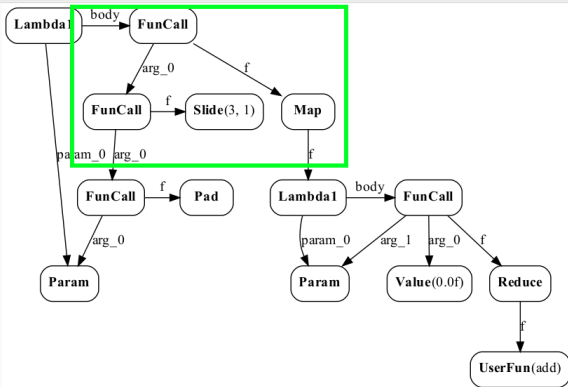 Lambda1 body FunCall
arg_0 f
FunCall f Slide(3, 1) Map
param_0 arg_0 f
FunCall f Pad Lambda1 body FunCall
arg_0 param_0 arg_1 arg_0 f
Param Param Value(0.0f) Reduce
f
UserFun(add)